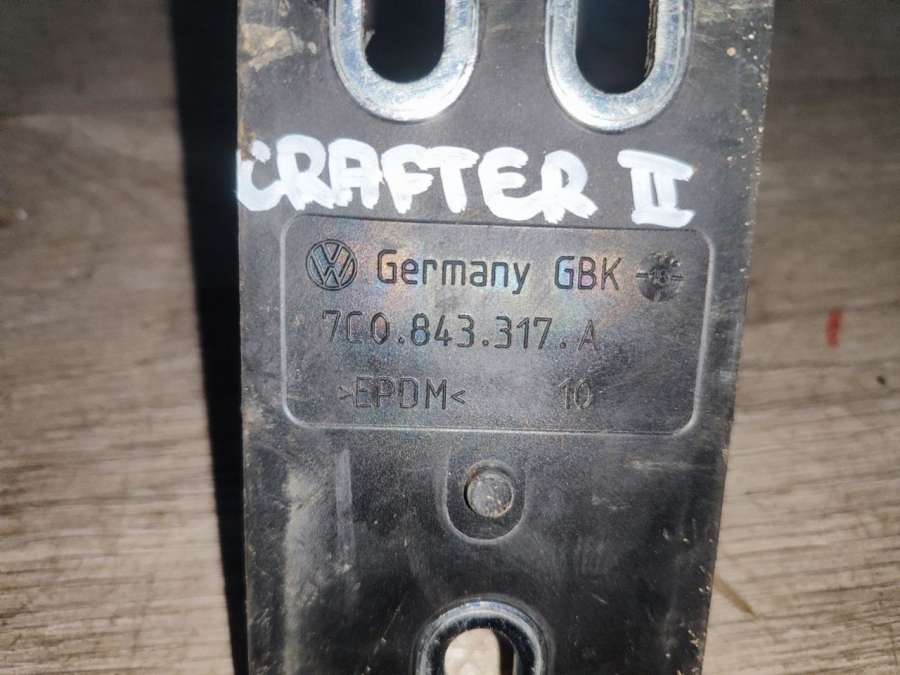 CRAFTER II
Germany GBK
7C0.843.317.A
>EPDM< 10